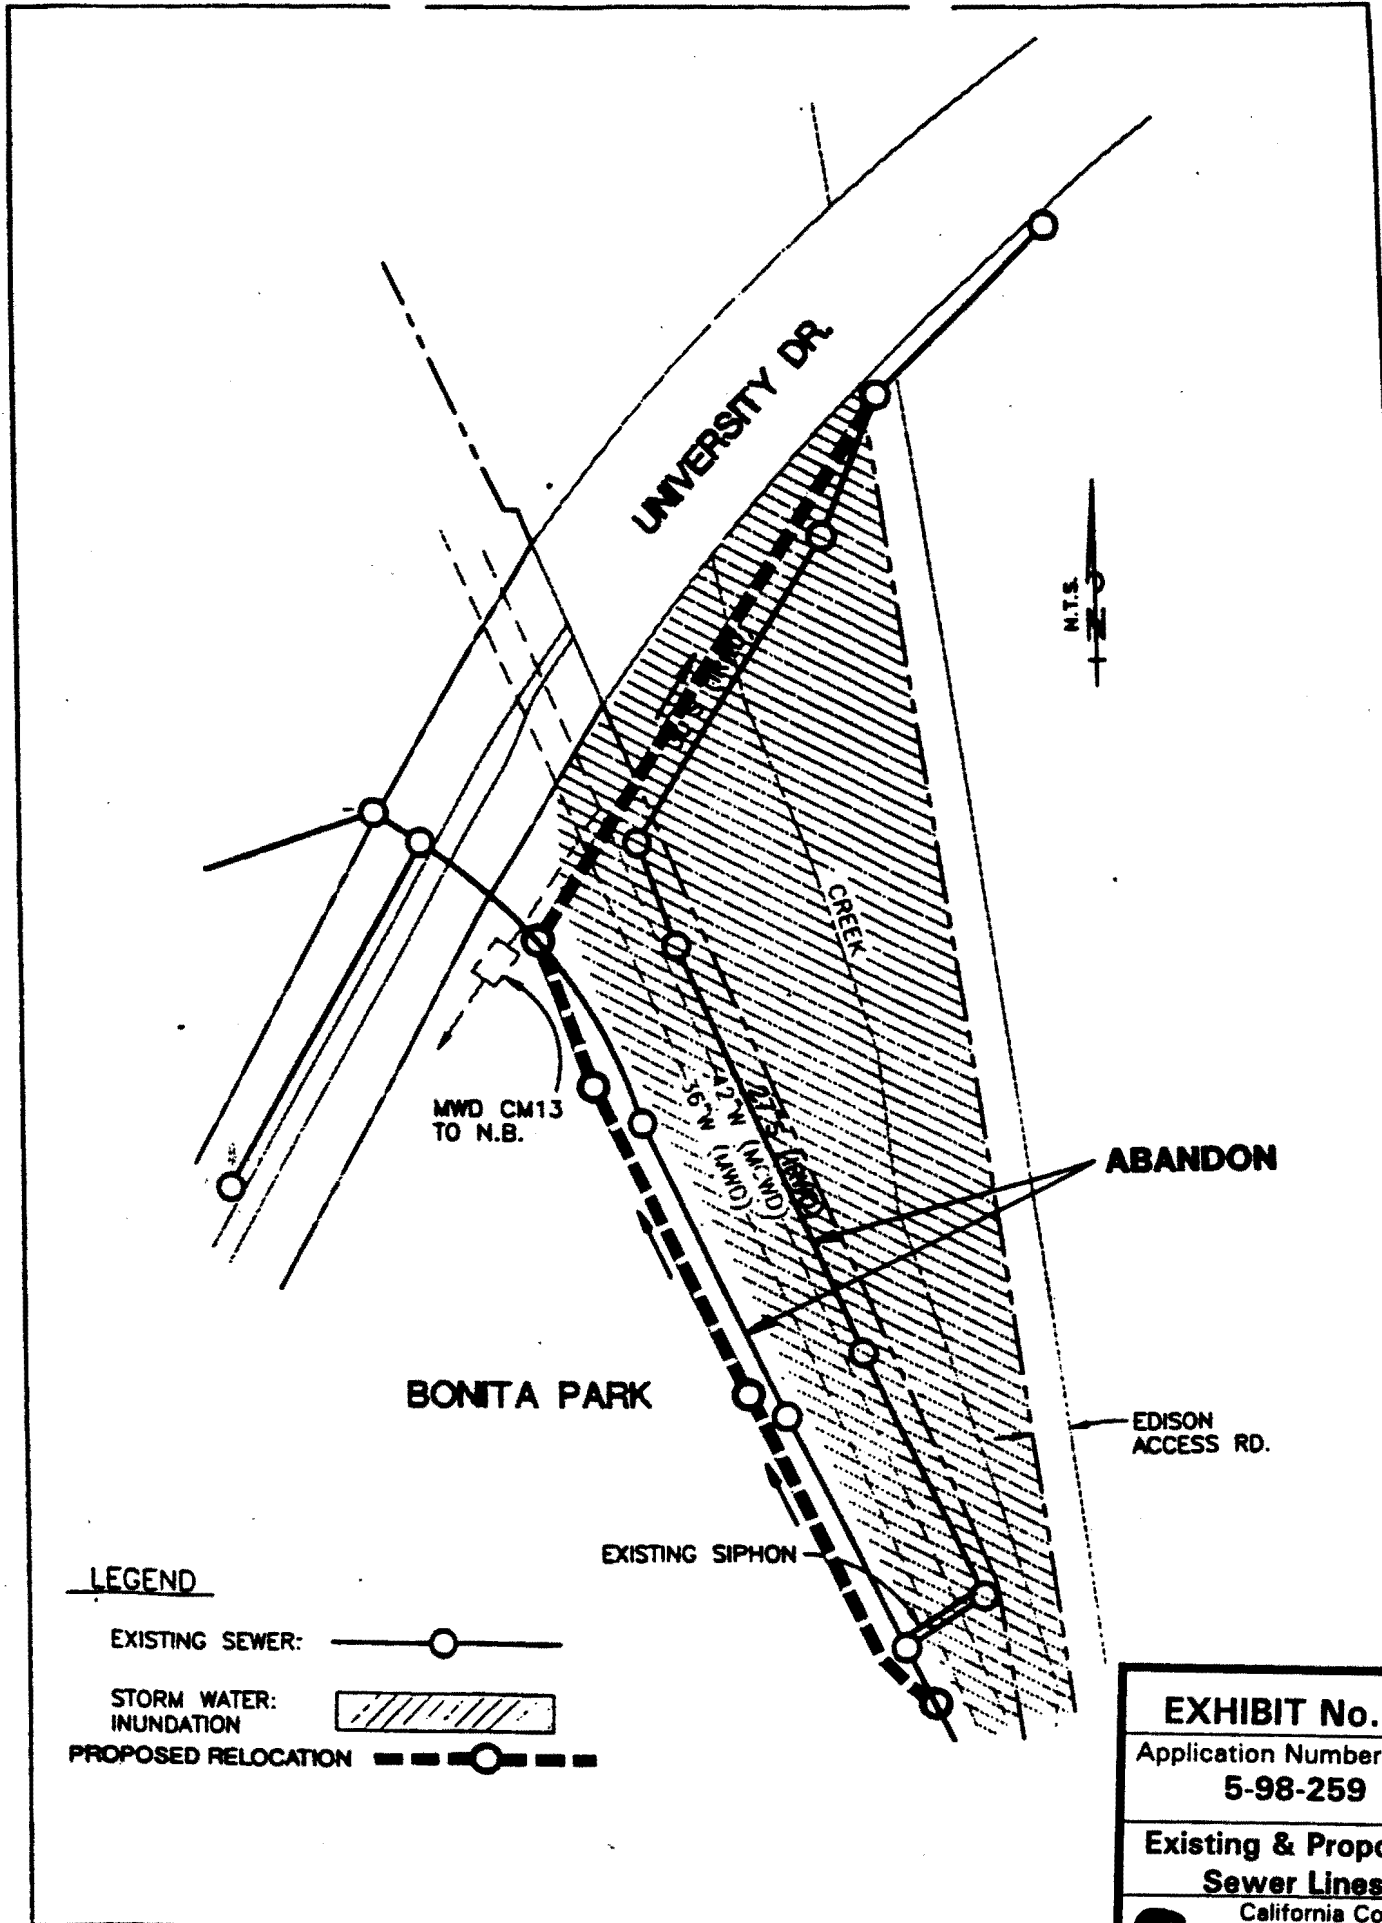 UNIVERSITY DR.
N.T.S.
CREEK
MWD CM13
TO N.B.
36"W (MWD)
42"W (MCWD)
27"S (IRWD)
ABANDON
BONITA PARK
EDISON
ACCESS RD.
EXISTING SIPHON
LEGEND
EXISTING SEWER:
STORM WATER:
INUNDATION
PROPOSED RELOCATION
EXHIBIT No.
Application Number
5-98-259
Existing & Propo
Sewer Lines
California Co